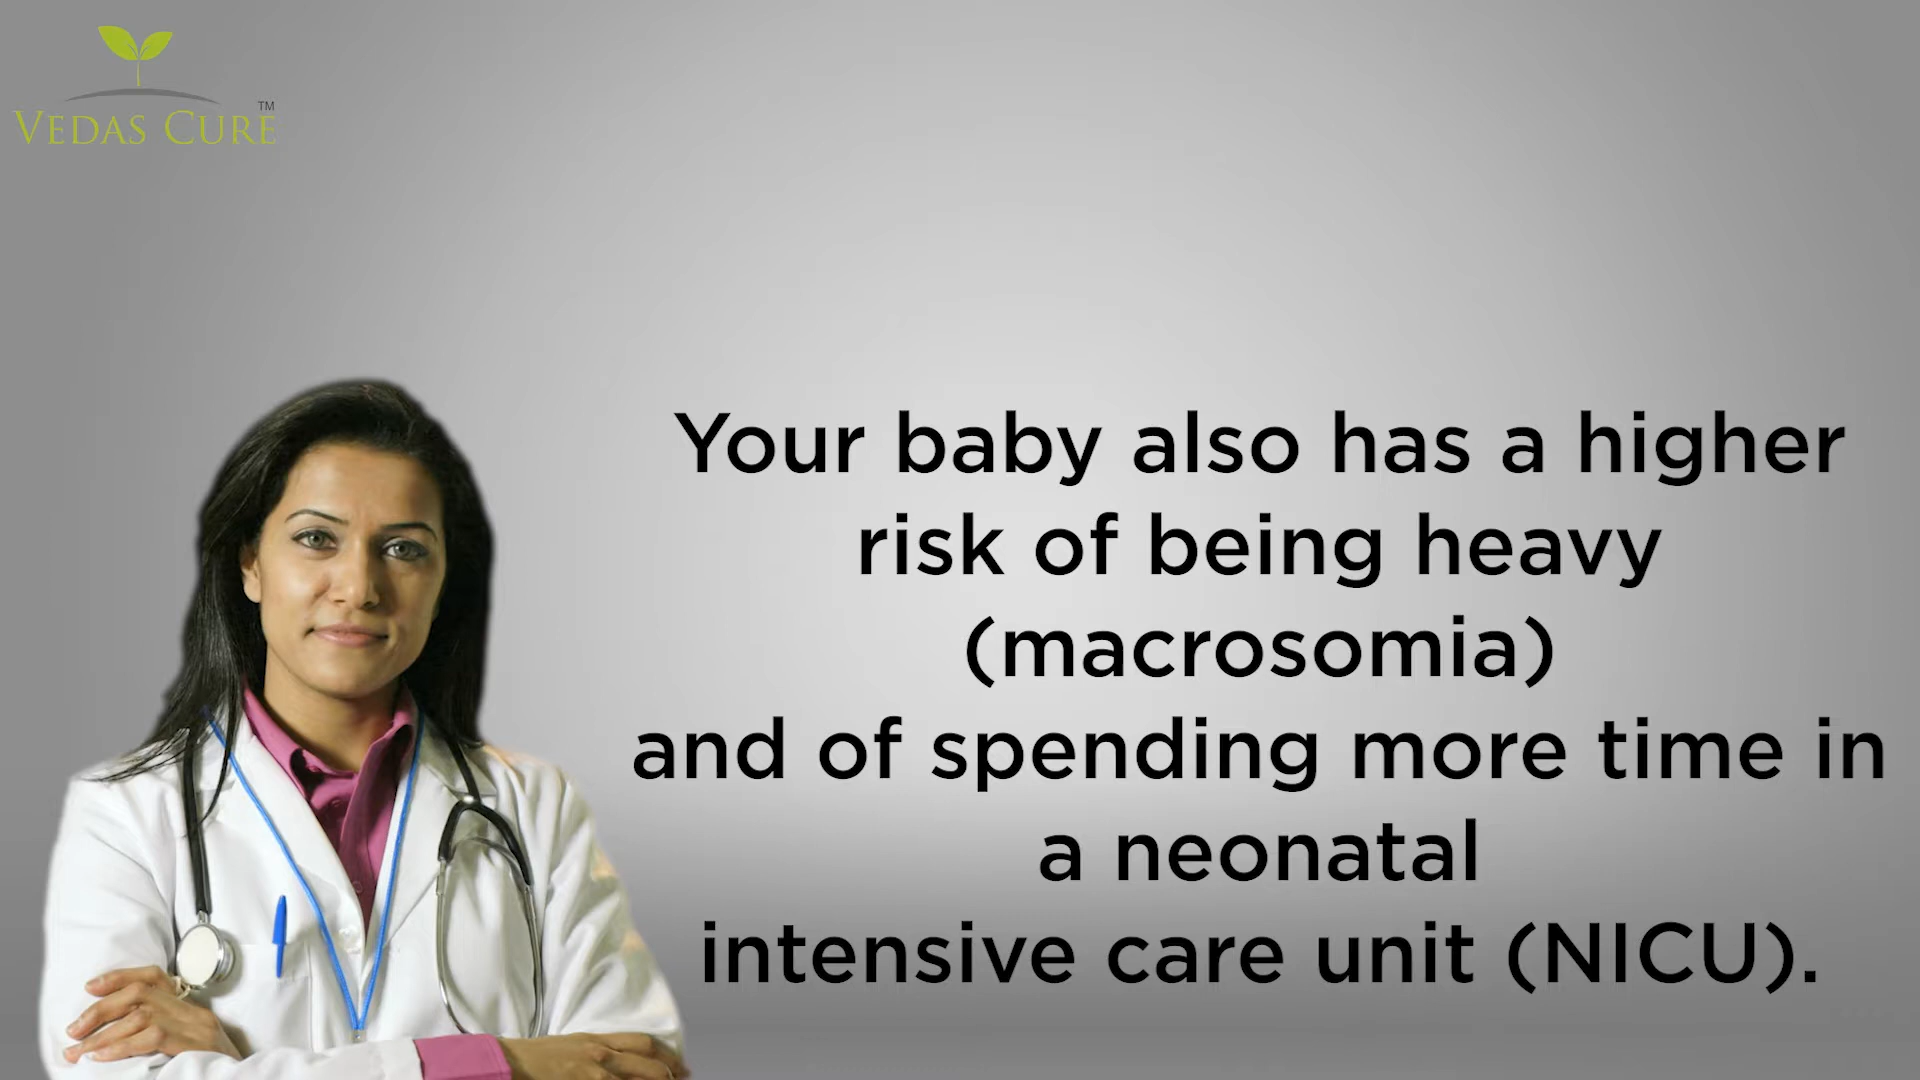 VEDAS CURE™
Your baby also has a higher
risk of being heavy
(macrosomia)
and of spending more time in
a neonatal
intensive care unit (NICU).